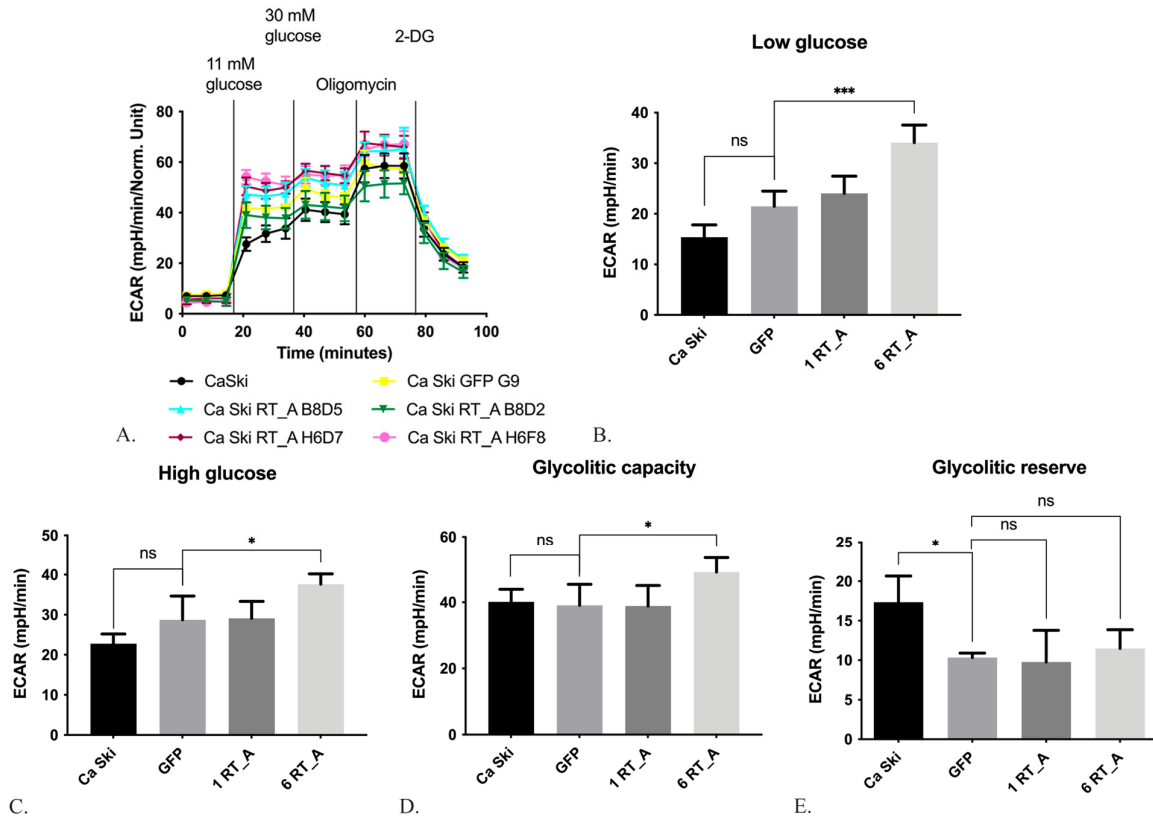 30 mM
glucose
2-DG
11 mM
glucose
Oligomycin
ECAR (mpH/min/Norm. Unit)
80
60
40
20
0
0 20 40 60 80 100
Time (minutes)
CaSki
Ca Ski GFP G9
Ca Ski RT_A B8D5
Ca Ski RT_A B8D2
Ca Ski RT_A H6D7
Ca Ski RT_A H6F8
A.
Low glucose
ECAR (mpH/min)
40
30
20
10
0
ns
***
Ca Ski
GFP
1 RT_A
6 RT_A
B.
High glucose
ECAR (mpH/min)
50
40
30
20
10
0
ns
*
Ca Ski
GFP
1 RT_A
6 RT_A
C.
Glycolitic capacity
ECAR (mpH/min)
60
40
20
0
ns
*
Ca Ski
GFP
1 RT_A
6 RT_A
D.
Glycolitic reserve
ECAR (mpH/min)
25
20
15
10
5
0
ns
ns
*
Ca Ski
GFP
1 RT_A
6 RT_A
E.